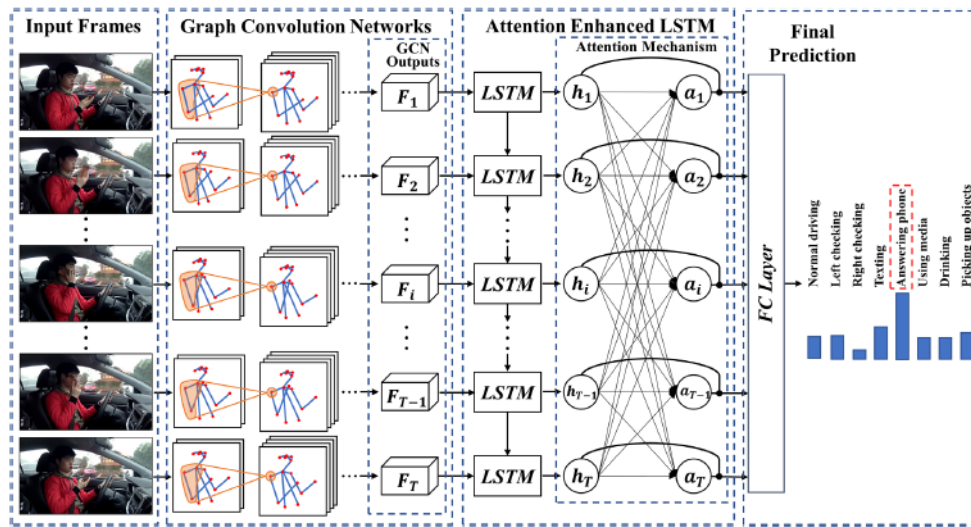 Input Frames
Graph Convolution Networks
Attention Enhanced LSTM
Final
Prediction
GCN
Outputs
Attention Mechanism
F1
LSTM
h1
a1
F2
LSTM
h2
a2
Fi
LSTM
hi
ai
FT−1
LSTM
hT−1
aT−1
FT
LSTM
hT
aT
FC Layer
Normal driving
Left checking
Right checking
Texting
Answering phone
Using media
Drinking
Picking up objects